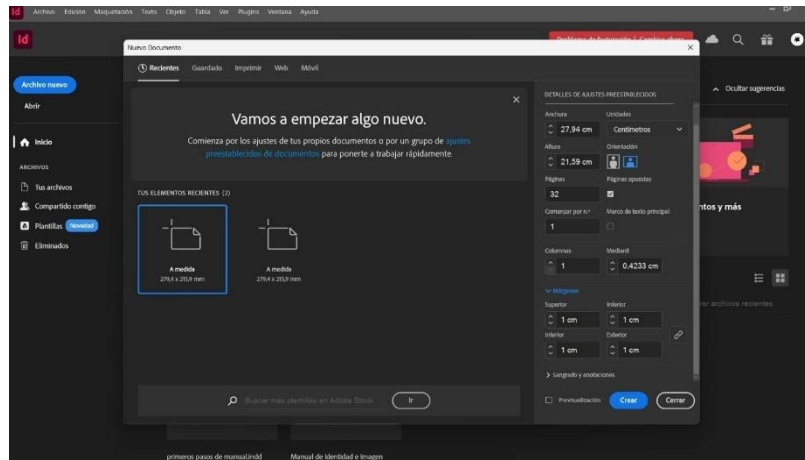 Id Archivo Edición Maquetación Texto Objeto Tabla Ver Plugins Ventana Ayuda
Id
Nuevo Documento
Problema de facturación | Cambiar ahora
Recientes Guardado Imprimir Web Móvil
Archivo nuevo
Abrir
Inicio
ARCHIVOS
Tus archivos
Compartido contigo
Plantillas Novedad
Eliminados
Vamos a empezar algo nuevo.
Comienza por los ajustes de tus propios documentos o por un grupo de ajustes
preestablecidos de documentos para ponerte a trabajar rápidamente.
TUS ELEMENTOS RECIENTES (2)
A medida
279,4 x 215,9 mm
A medida
279,4 x 215,9 mm
Buscar más plantillas en Adobe Stock
Ir
DETALLES DE AJUSTES PREESTABLECIDOS
Anchura Unidades
27,94 cm Centímetros
Altura Orientación
21,59 cm
Páginas Páginas opuestas
32
Comenzar por n.º Marco de texto principal
1
Columnas Medianil
1 0,4233 cm
Márgenes
Superior Inferior
1 cm 1 cm
Interior Exterior
1 cm 1 cm
Sangrado y anotaciones
Previsualización Crear Cerrar
Ocultar sugerencias
ntos y más
archivos recientes
primeros pasos de manual.indd Manual de Identidad e Imagen